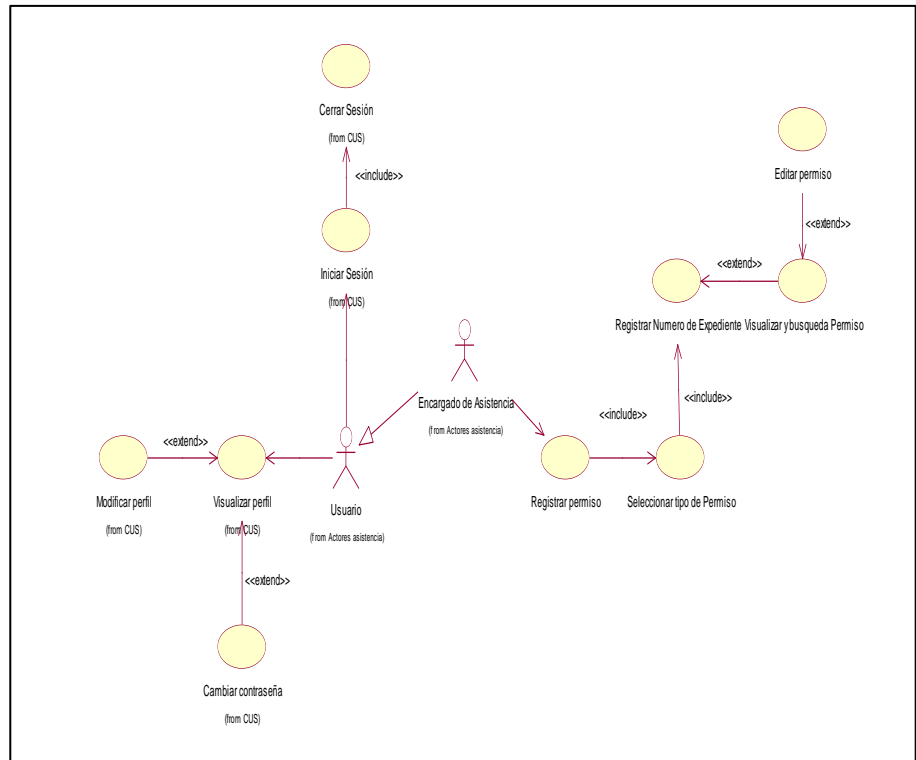 Cerrar Sesión
(from CUS)
<<include>>
Editar permiso
<<extend>>
Iniciar Sesión
(from CUS)
<<extend>>
Registrar Numero de Expediente
Visualizar y busqueda Permiso
Encargado de Asistencia
(from Actores asistencia)
<<include>>
<<include>>
<<extend>>
Modificar perfil
(from CUS)
Visualizar perfil
(from CUS)
Usuario
(from Actores asistencia)
Registrar permiso
Seleccionar tipo de Permiso
<<extend>>
Cambiar contraseña
(from CUS)